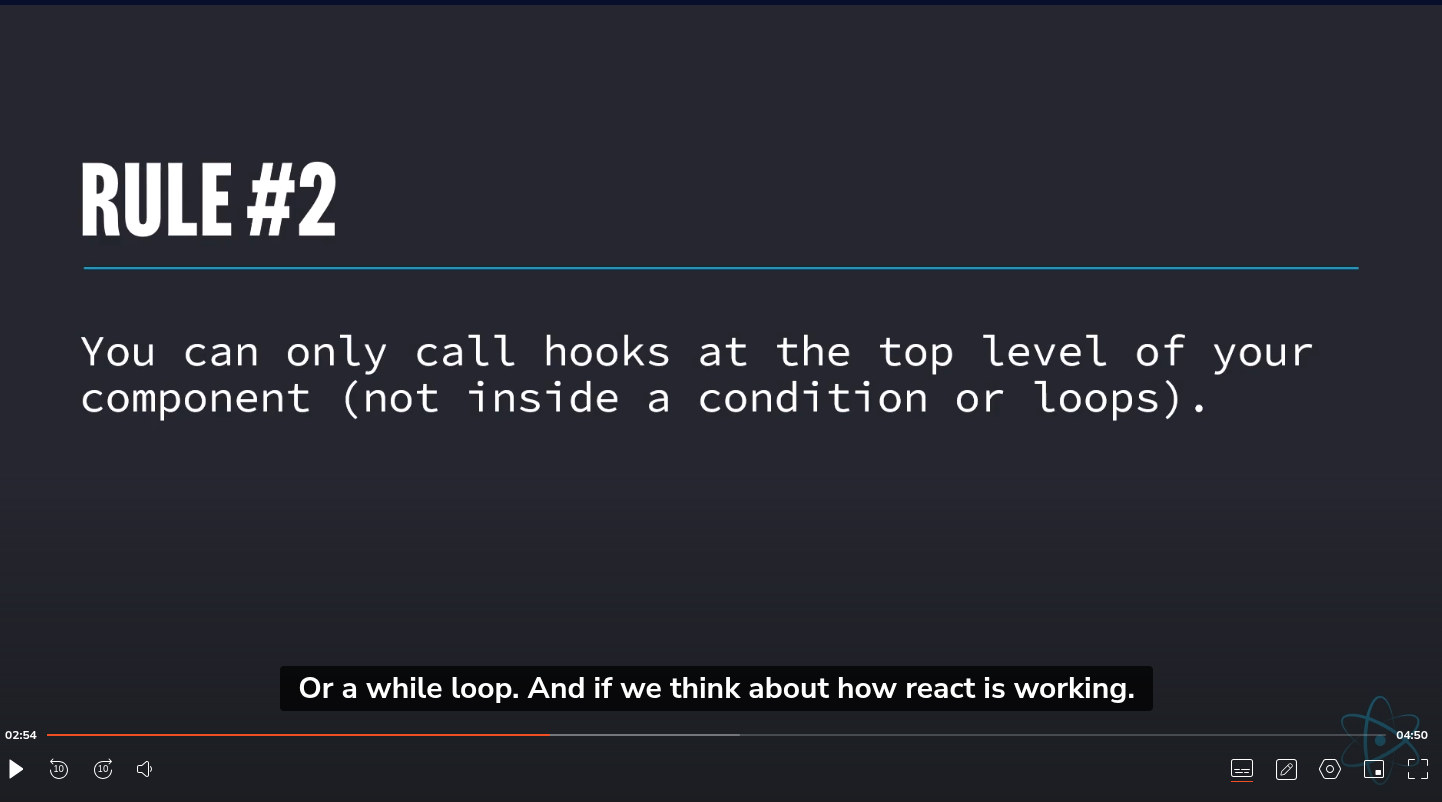 RULE #2
You can only call hooks at the top level of your
component (not inside a condition or loops).
Or a while loop. And if we think about how react is working.
02:54
04:50
10
10